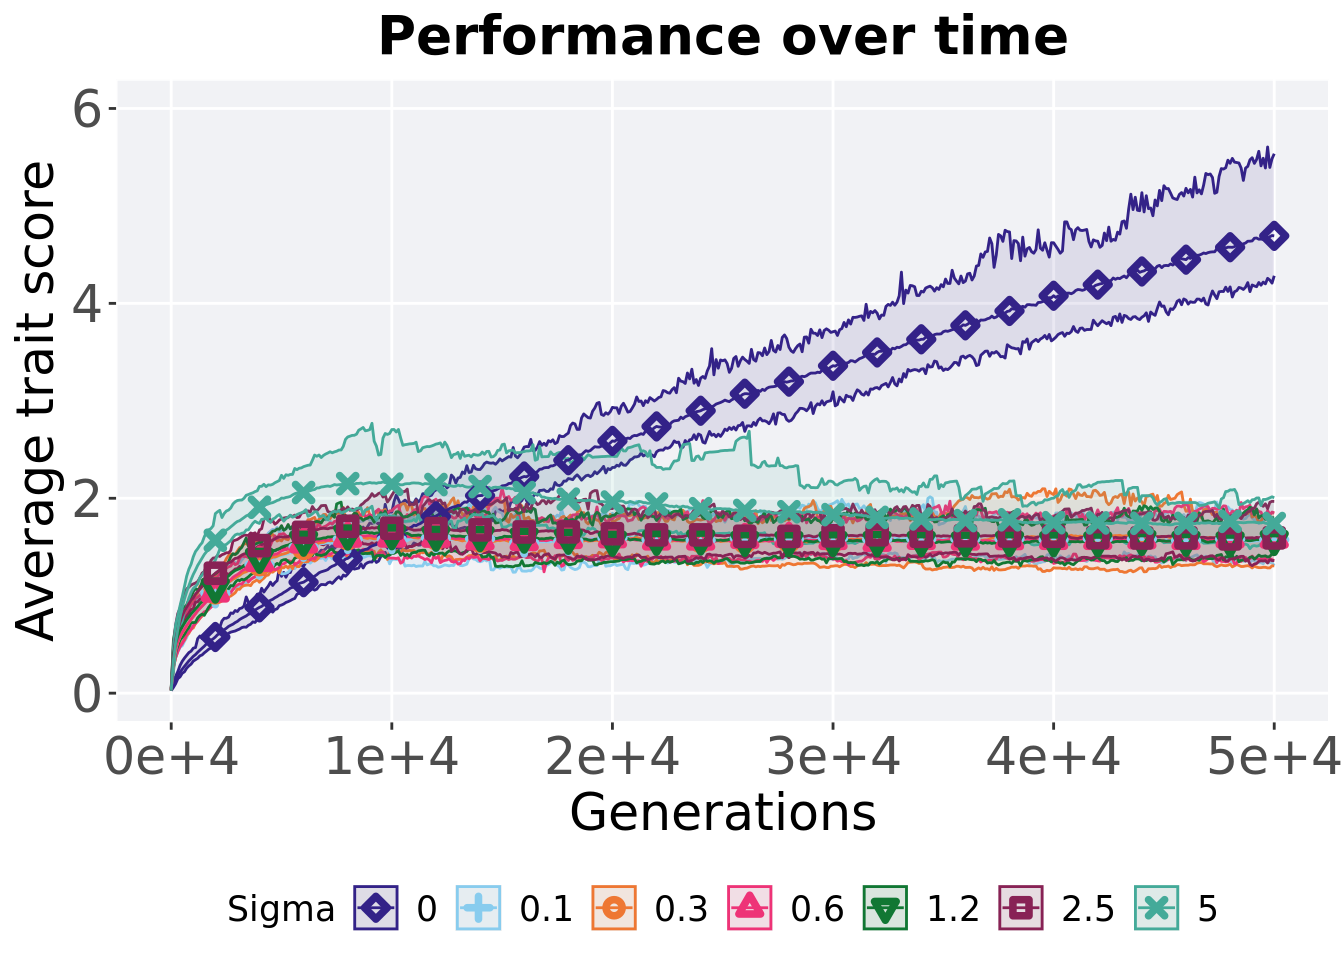 Performance over time
Average trait score
6
4
2
0
0e+4 1e+4 2e+4 3e+4 4e+4 5e+4
Generations
Sigma 0 0.1 0.3 0.6 1.2 2.5 5